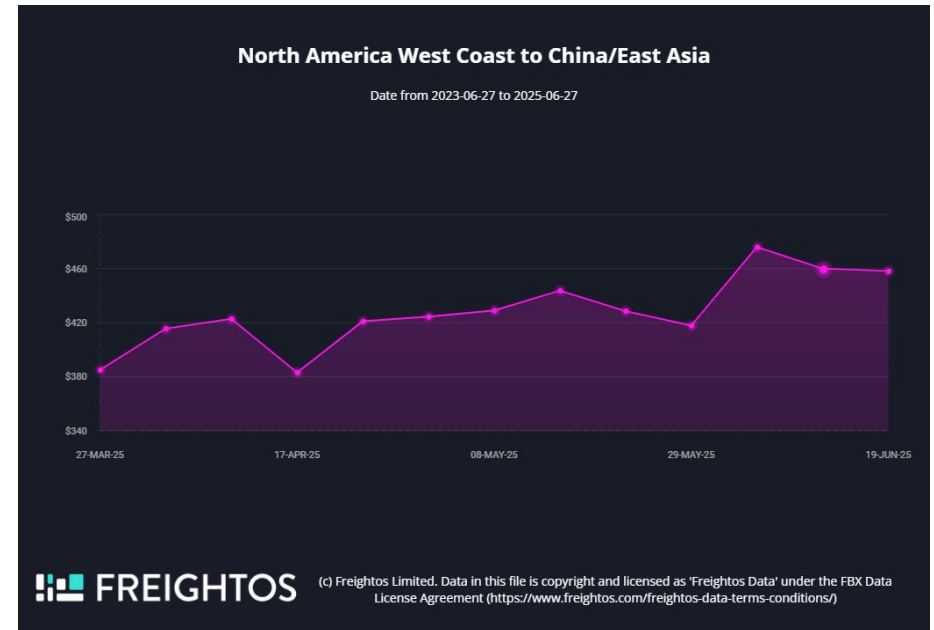 North America West Coast to China/East Asia
Date from 2023-06-27 to 2025-06-27
$500
$460
$420
$380
$340
27-MAR-25
17-APR-25
08-MAY-25
29-MAY-25
19-JUN-25
FREIGHTOS
(c) Freightos Limited. Data in this file is copyright and licensed as 'Freightos Data' under the FBX Data
License Agreement (https://www.freightos.com/freightos-data-terms-conditions/)